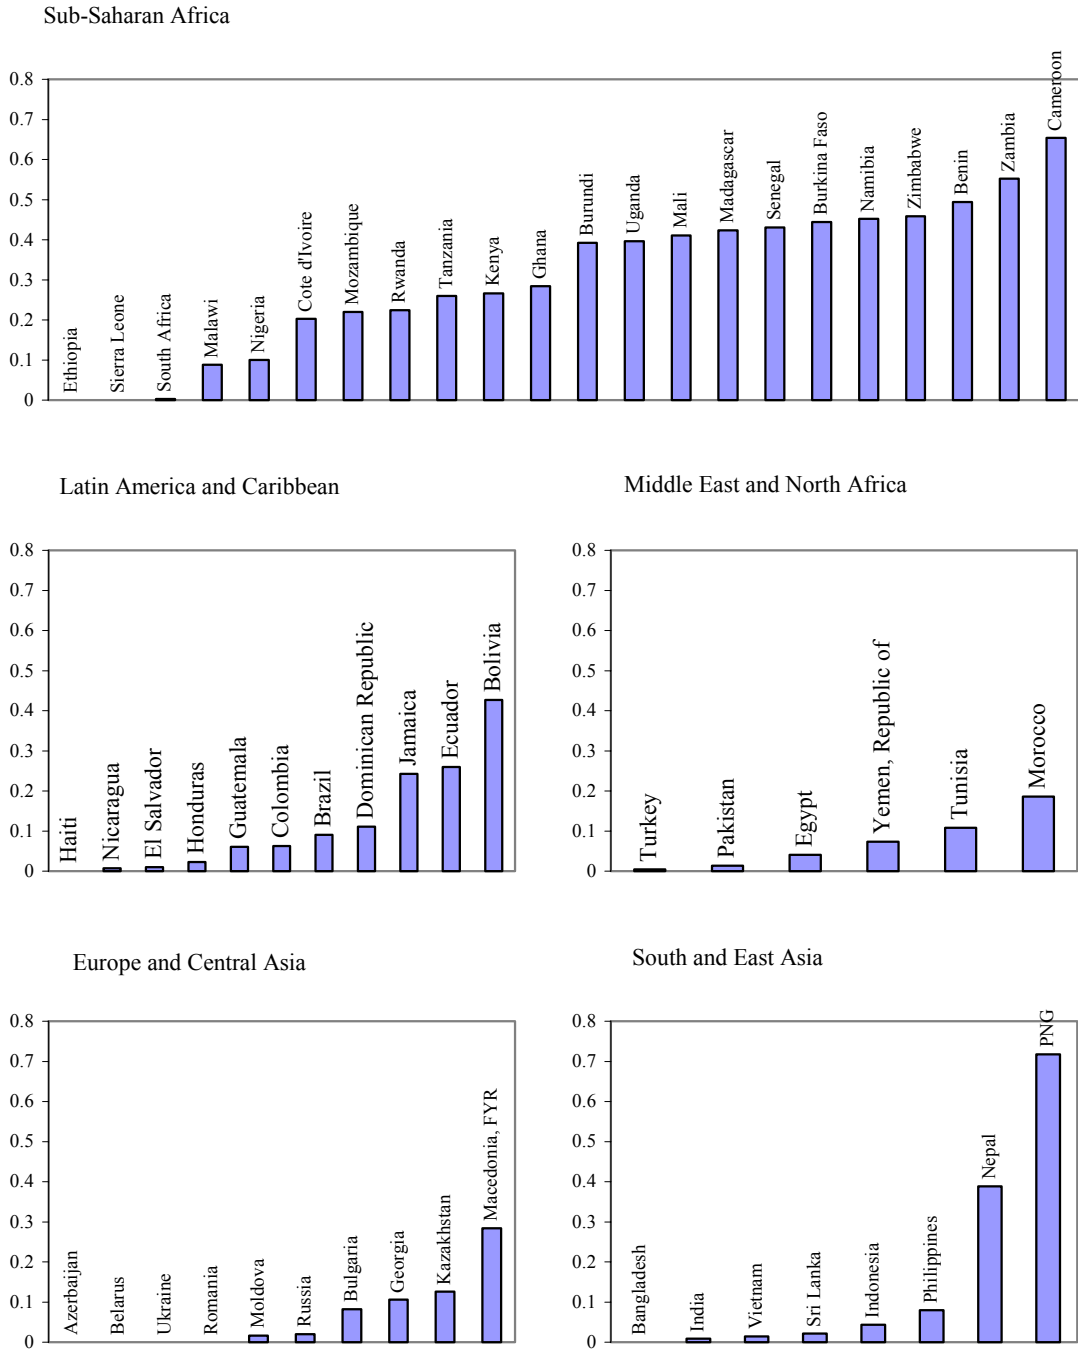 Sub-Saharan Africa
0.8
0.7
0.6
0.5
0.4
0.3
0.2
0.1
0
Ethiopia
Sierra Leone
South Africa
Malawi
Nigeria
Cote d'Ivoire
Mozambique
Rwanda
Tanzania
Kenya
Ghana
Burundi
Uganda
Mali
Madagascar
Senegal
Burkina Faso
Namibia
Zimbabwe
Benin
Zambia
Cameroon
Latin America and Caribbean
0.8
0.7
0.6
0.5
0.4
0.3
0.2
0.1
0
Haiti
Nicaragua
El Salvador
Honduras
Guatemala
Colombia
Brazil
Dominican Republic
Jamaica
Ecuador
Bolivia
Middle East and North Africa
0.8
0.7
0.6
0.5
0.4
0.3
0.2
0.1
0
Turkey
Pakistan
Egypt
Yemen, Republic of
Tunisia
Morocco
Europe and Central Asia
0.8
0.7
0.6
0.5
0.4
0.3
0.2
0.1
0
Azerbaijan
Belarus
Ukraine
Romania
Moldova
Russia
Bulgaria
Georgia
Kazakhstan
Macedonia, FYR
South and East Asia
0.8
0.7
0.6
0.5
0.4
0.3
0.2
0.1
0
Bangladesh
India
Vietnam
Sri Lanka
Indonesia
Philippines
Nepal
PNG